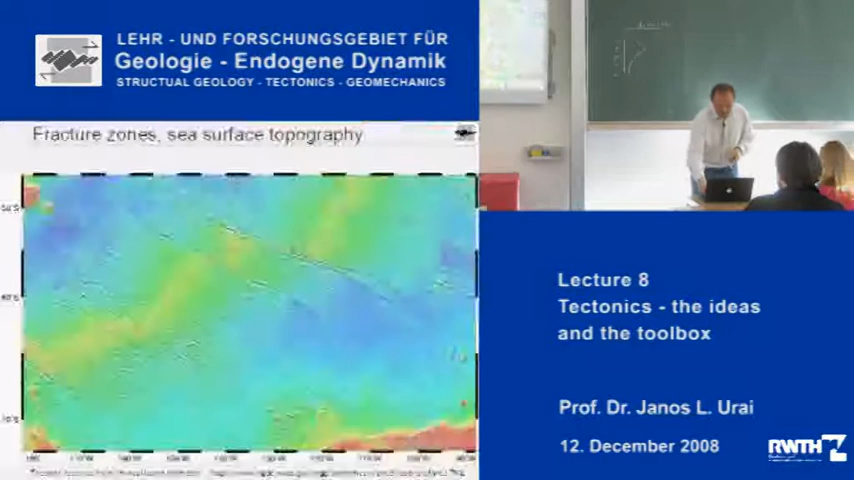 LEHR - UND FORSCHUNGSGEBIET FÜR
Geologie - Endogene Dynamik
STRUCTUAL GEOLOGY - TECTONICS - GEOMECHANICS
Fracture zones, sea surface topography
Lecture 8
Tectonics - the ideas
and the toolbox
Prof. Dr. Janos L. Urai
12. December 2008
RWTH